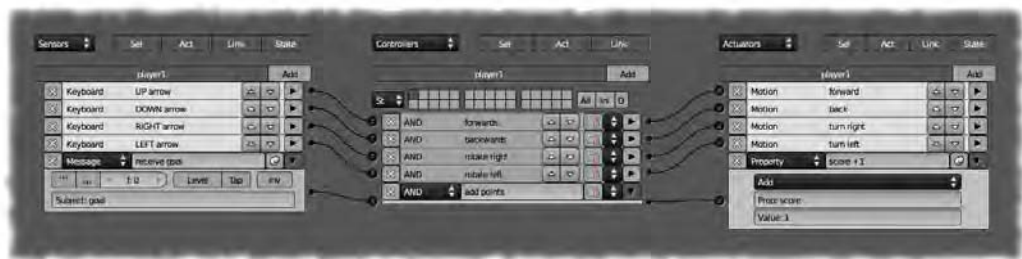 Sensors Sel Act Link State
player1 Add
Keyboard UP arrow
Keyboard DOWN arrow
Keyboard RIGHT arrow
Keyboard LEFT arrow
Message receive goal
f:0 Level Tap Inv
Subject: goal
Controllers Sel Act Link
player1 Add
St All Ini D
AND forwards
AND backwards
AND rotate right
AND rotate left
AND add points
Actuators Sel Act Link State
player1 Add
Motion forward
Motion back
Motion turn right
Motion turn left
Property score +1
Add
Prop: score
Value: 1